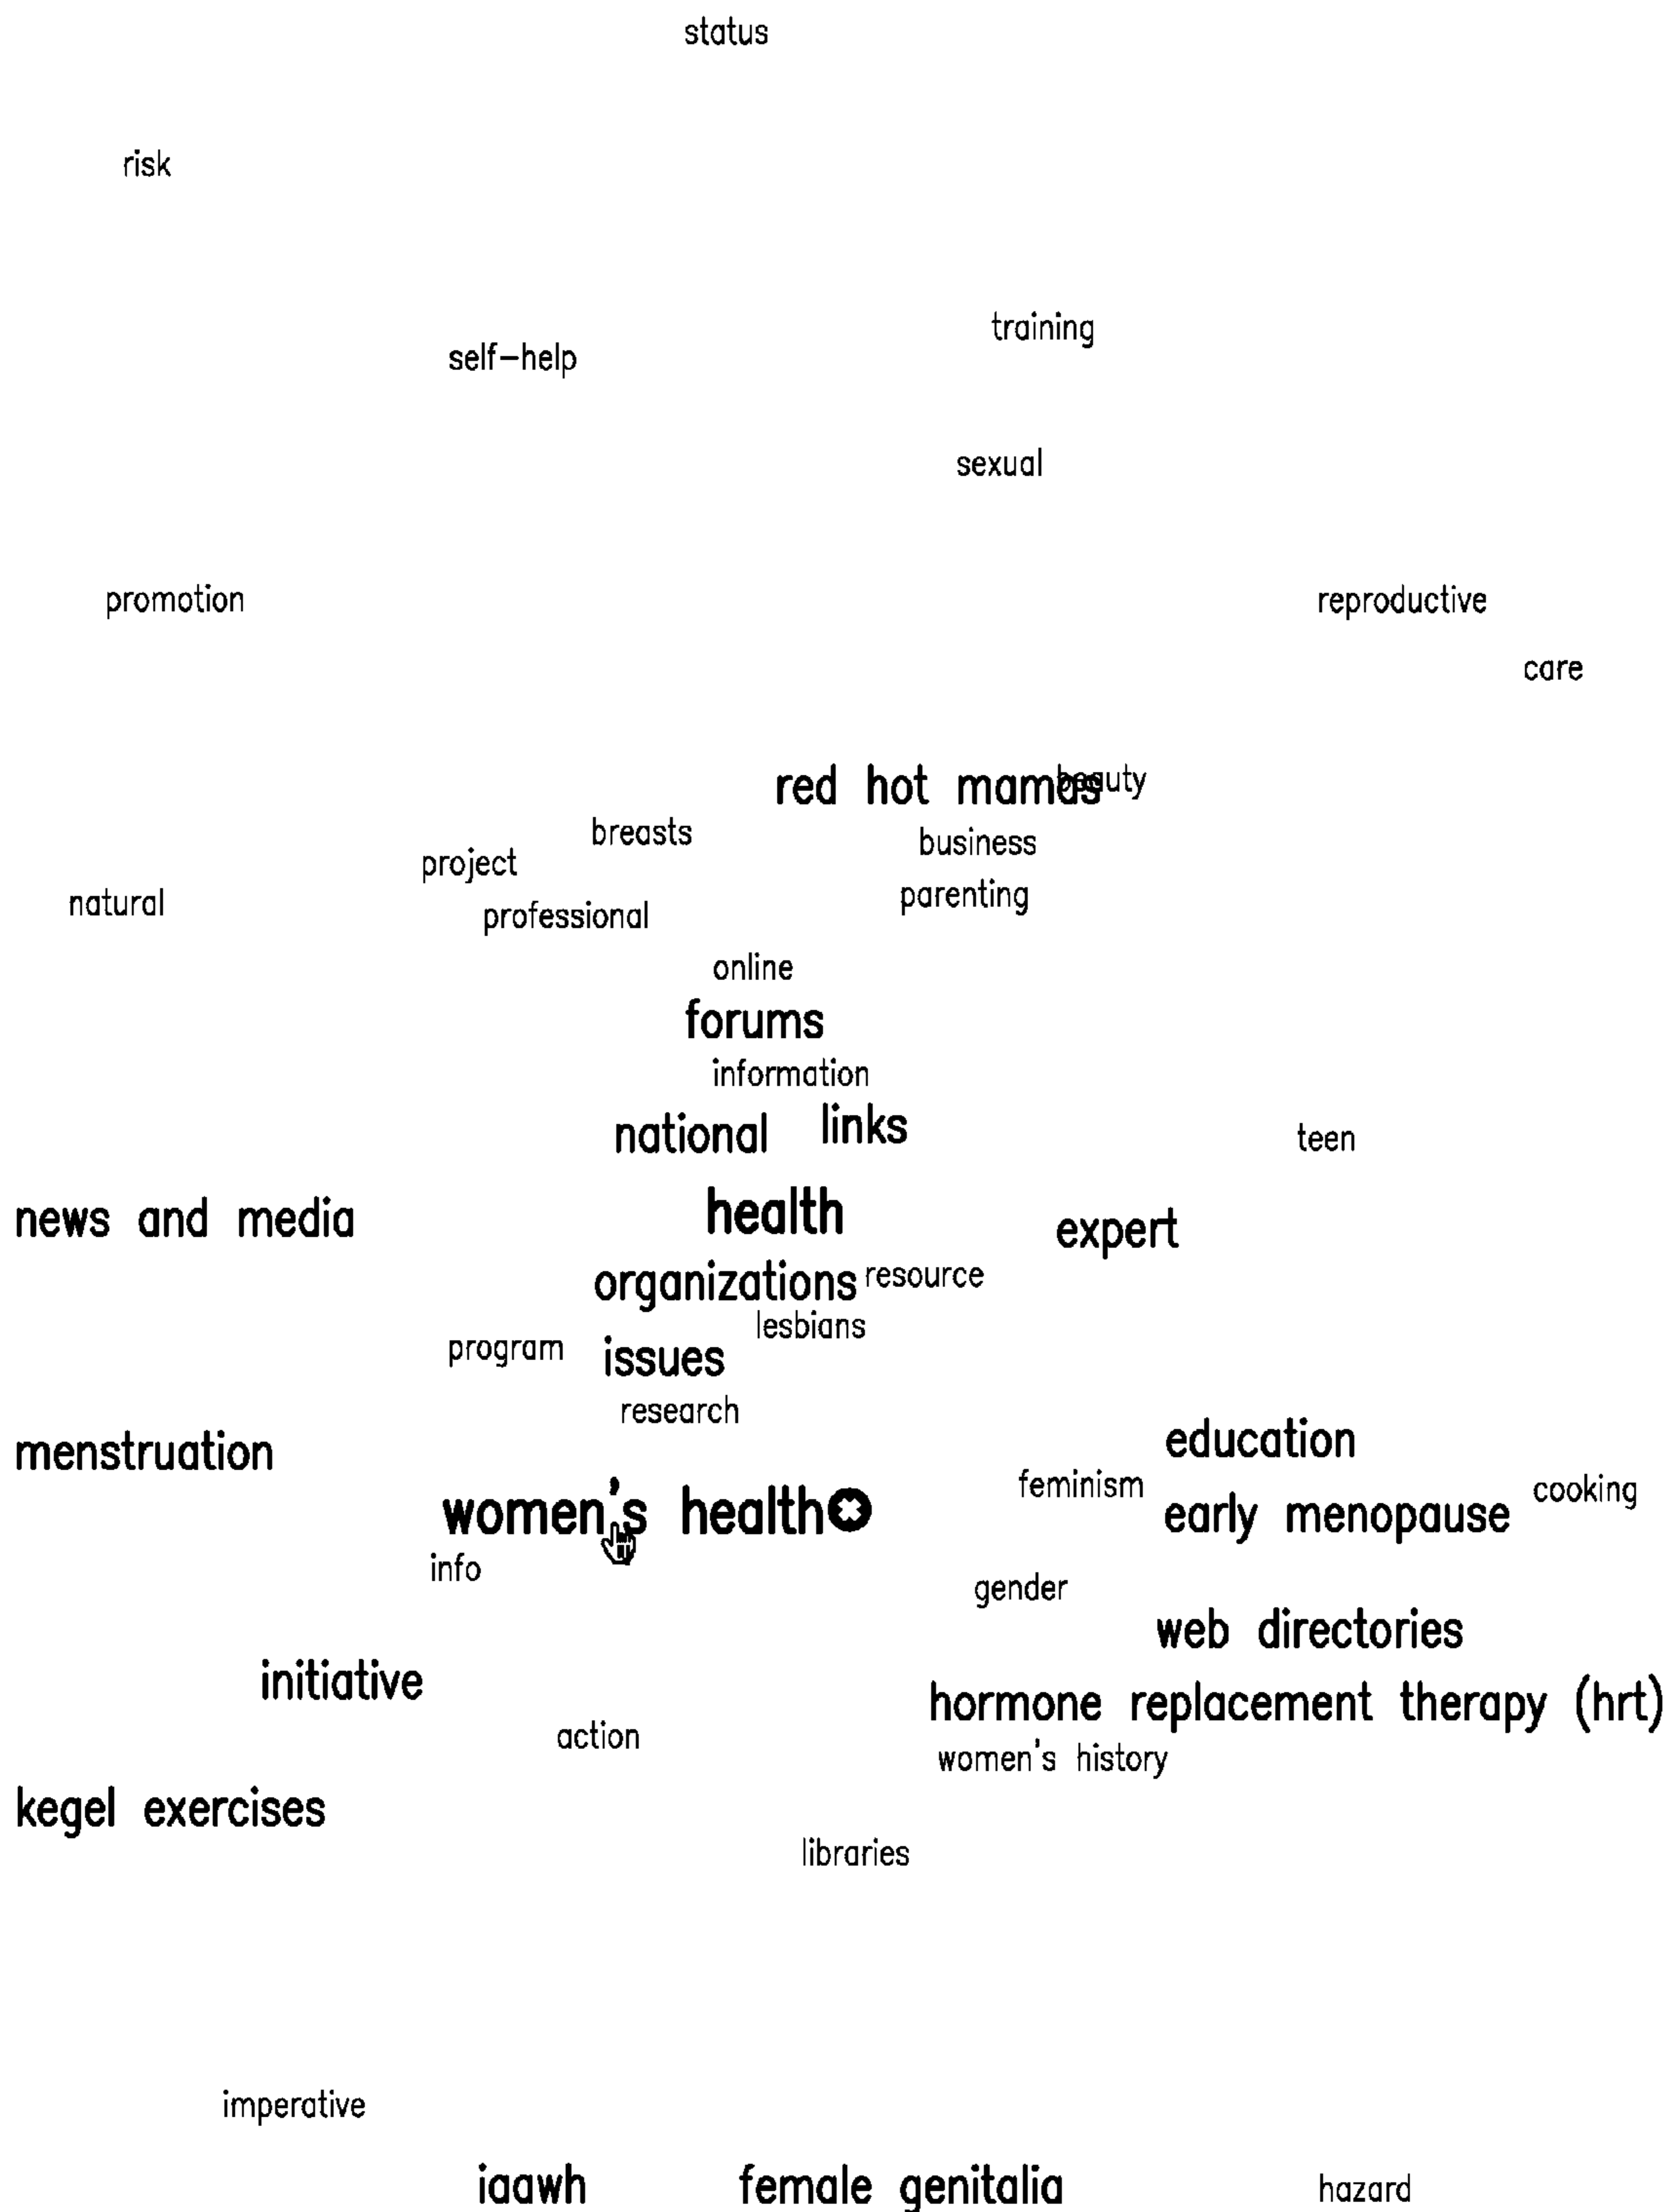 status
risk
training
self-help
sexual
promotion
reproductive
care
red hot mamas
beauty
breasts
business
project
parenting
natural
professional
online
forums
information
national
links
teen
news and media
health
expert
organizations
resource
lesbians
program
issues
research
menstruation
education
feminism
cooking
women's health
early menopause
info
gender
web directories
initiative
hormone replacement therapy (hrt)
action
women's history
kegel exercises
libraries
imperative
iaawh
female genitalia
hazard